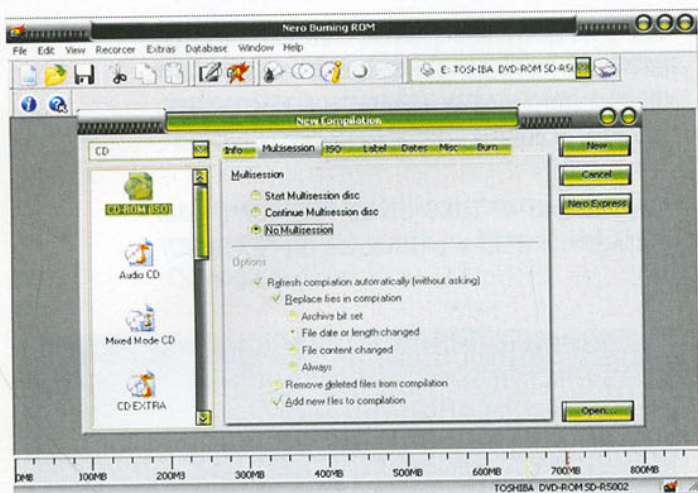 Nero Burning ROM
File Edit View Recorcer Extras Database Window Help
E: TOSHIBA DVD-ROM SD-R5(
New Compilation
CD
Info Multisession ISO Label Dates Misc Burn
New
Cancel
Nero Express
CD-ROM (ISO)
Audio CD
Mixed Mode CD
CD EXTRA
Multisession
Start Multisession disc
Continue Multisession disc
No Multisession
Options
Refresh compilation automatically (without asking)
Replace files in compilation
Archive bit set
File date or length changed
File content changed
Always
Remove deleted files from compilation
Add new files to compilation
Open...
0MB 100MB 200MB 300MB 400MB 500MB 600MB 700MB 800MB
TOSHIBA DVD-ROM SD-R5002